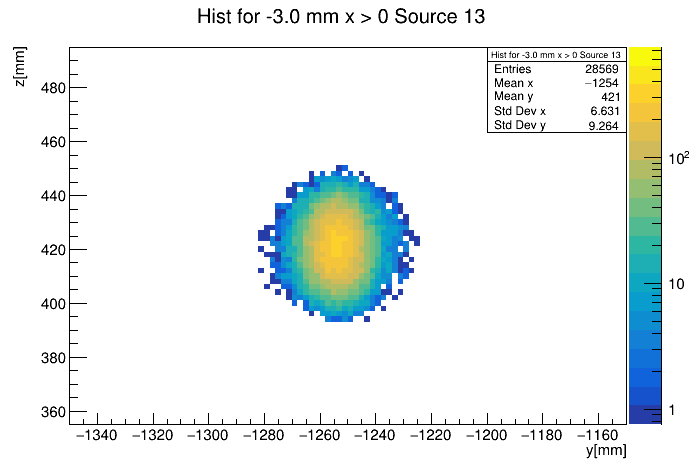 Hist for -3.0 mm x > 0 Source 13
z[mm]
Hist for -3.0 mm x > 0 Source 13
Entries 28569
Mean x −1254
Mean y 421
Std Dev x 6.631
Std Dev y 9.264
480
460
440
420
400
380
360
10²
10
1
−1340 −1320 −1300 −1280 −1260 −1240 −1220 −1200 −1180 −1160
y[mm]